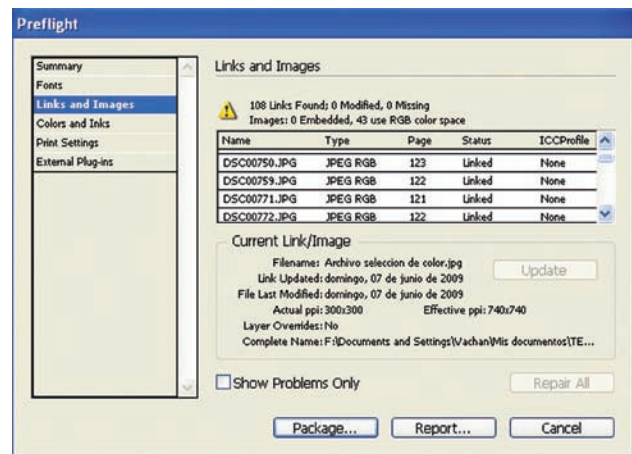 Preflight
Summary
Fonts
Links and Images
Colors and Inks
Print Settings
External Plug-ins
Links and Images
108 Links Found; 0 Modified, 0 Missing
Images: 0 Embedded, 43 use RGB color space
Name Type Page Status ICCProfile
DSC00750.JPG JPEG RGB 123 Linked None
DSC00759.JPG JPEG RGB 122 Linked None
DSC00771.JPG JPEG RGB 121 Linked None
DSC00772.JPG JPEG RGB 122 Linked None
Current Link/Image
Filename: Archivo seleccion de color.jpg
Update
Link Updated: domingo, 07 de junio de 2009
File Last Modified: domingo, 07 de junio de 2009
Actual ppi: 300x300 Effective ppi: 740x740
Layer Overrides: No
Complete Name: F:\Documents and Settings\Vachan\Mis documentos\TE...
Show Problems Only
Repair All
Package... Report... Cancel